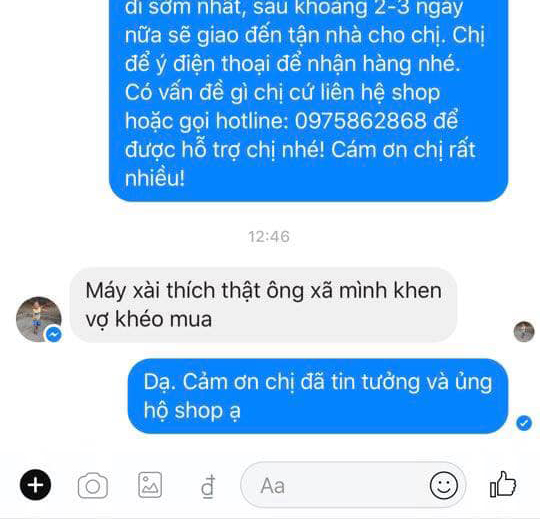 đi sớm nhất, sau khoảng 2-3 ngày
nữa sẽ giao đến tận nhà cho chị. Chị
để ý điện thoại để nhận hàng nhé.
Có vấn đề gì chị cứ liên hệ shop
hoặc gọi hotline: 0975862868 để
được hỗ trợ chị nhé! Cám ơn chị rất
nhiều!
12:46
Máy xài thích thật ông xã mình khen
vợ khéo mua
Dạ. Cảm ơn chị đã tin tưởng và ủng
hộ shop ạ
đ
Aa